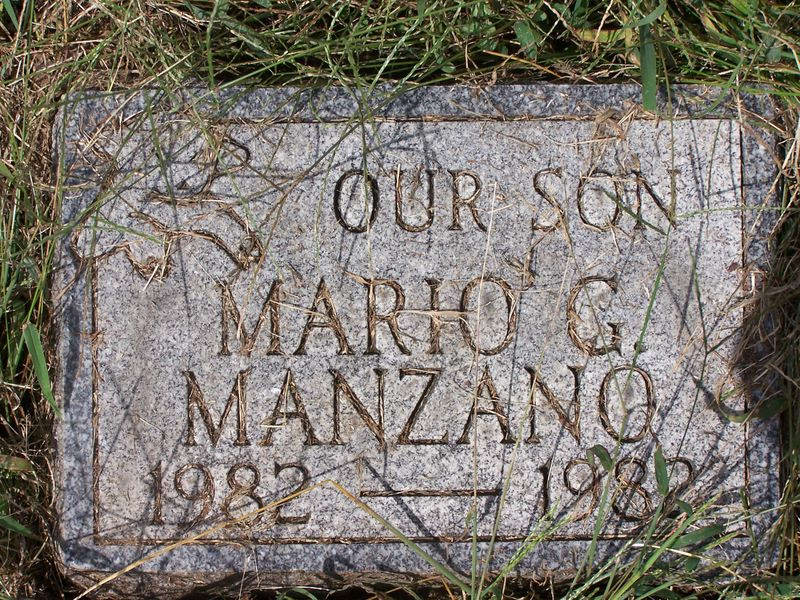 OUR SON
MARIO G
MANZANO
1982 — 1982